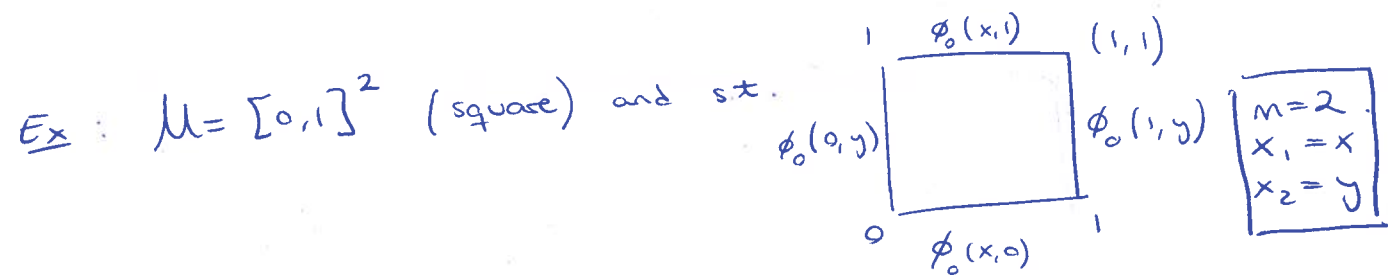 Ex : M = [0,1]² (square) and s.t.
1 ϕ₀(x,1) (1,1)
ϕ₀(0,y) ϕ₀(1,y)
0 ϕ₀(x,0) 1
n=2.
x₁ = x
x₂ = y